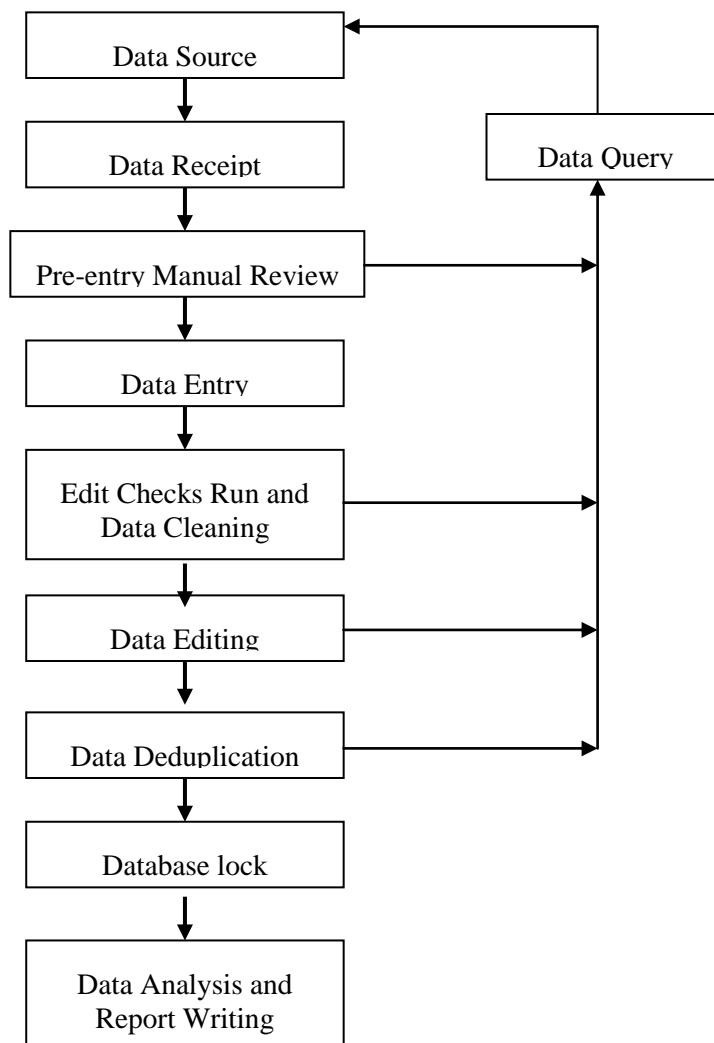 Data Source
Data Receipt
Data Query
Pre-entry Manual Review
Data Entry
Edit Checks Run and
Data Cleaning
Data Editing
Data Deduplication
Database lock
Data Analysis and
Report Writing